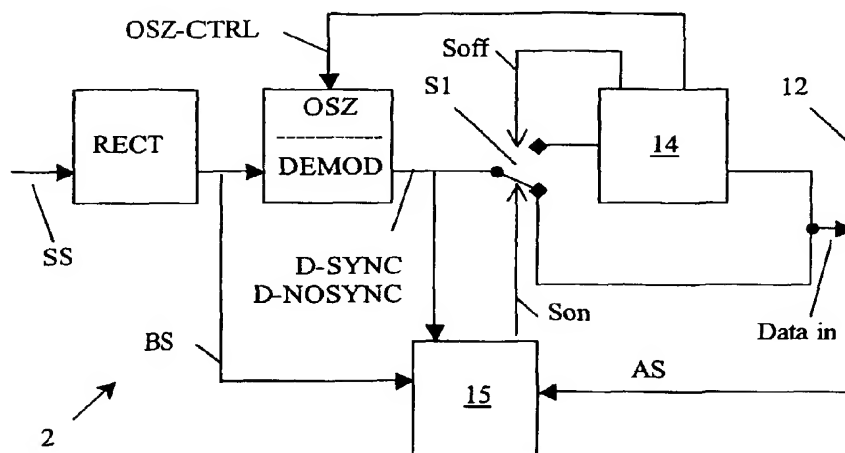 OSZ-CTRL
Soff
S1
12
OSZ
RECT
14
DEMOD
SS
D-SYNC
D-NOSYNC
Son
Data in
BS
AS
15
2